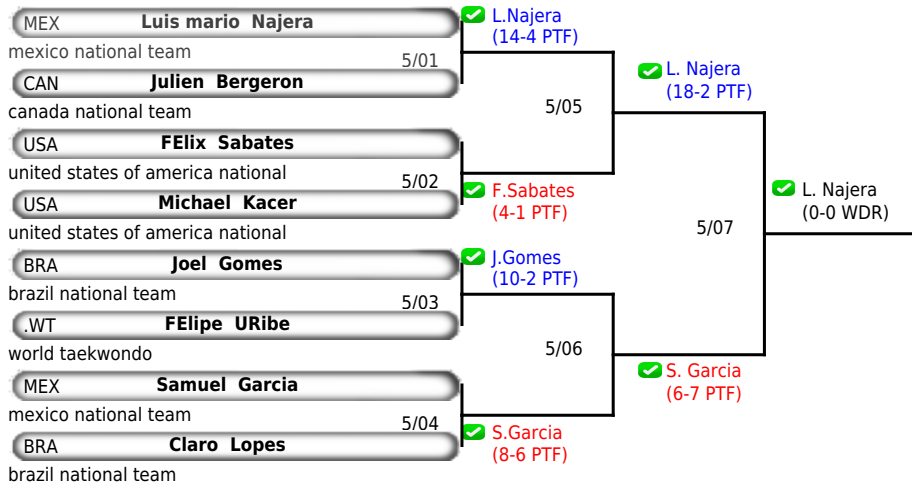 MEX Luis mario Najera
mexico national team
5/01
CAN Julien Bergeron
canada national team
USA FElix Sabates
united states of america national
5/02
USA Michael Kacer
united states of america national
BRA Joel Gomes
brazil national team
5/03
.WT FElipe URibe
world taekwondo
MEX Samuel Garcia
mexico national team
5/04
BRA Claro Lopes
brazil national team
L.Najera
(14-4 PTF)
5/05
F.Sabates
(4-1 PTF)
J.Gomes
(10-2 PTF)
5/06
S.Garcia
(8-6 PTF)
L. Najera
(18-2 PTF)
5/07
S. Garcia
(6-7 PTF)
L. Najera
(0-0 WDR)